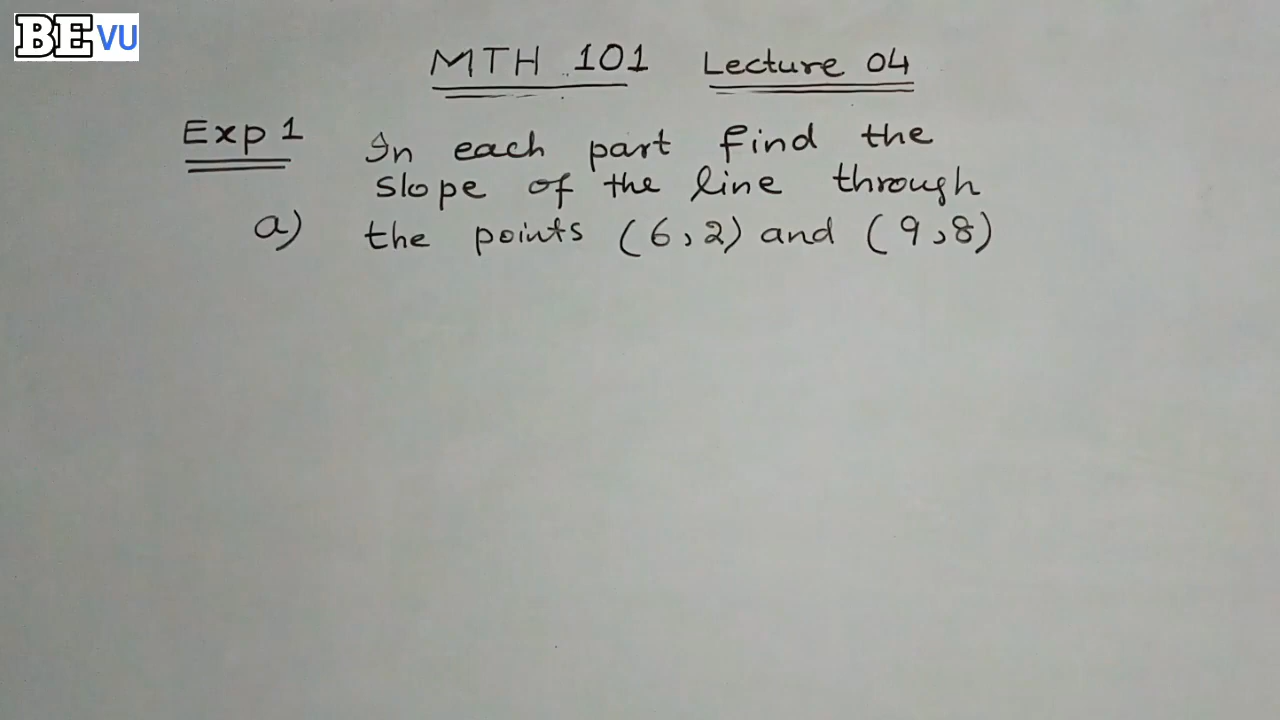 BEVU
MTH 101 Lecture 04
Exp 1 In each part find the
slope of the line through
a) the points (6,2) and (9,8)